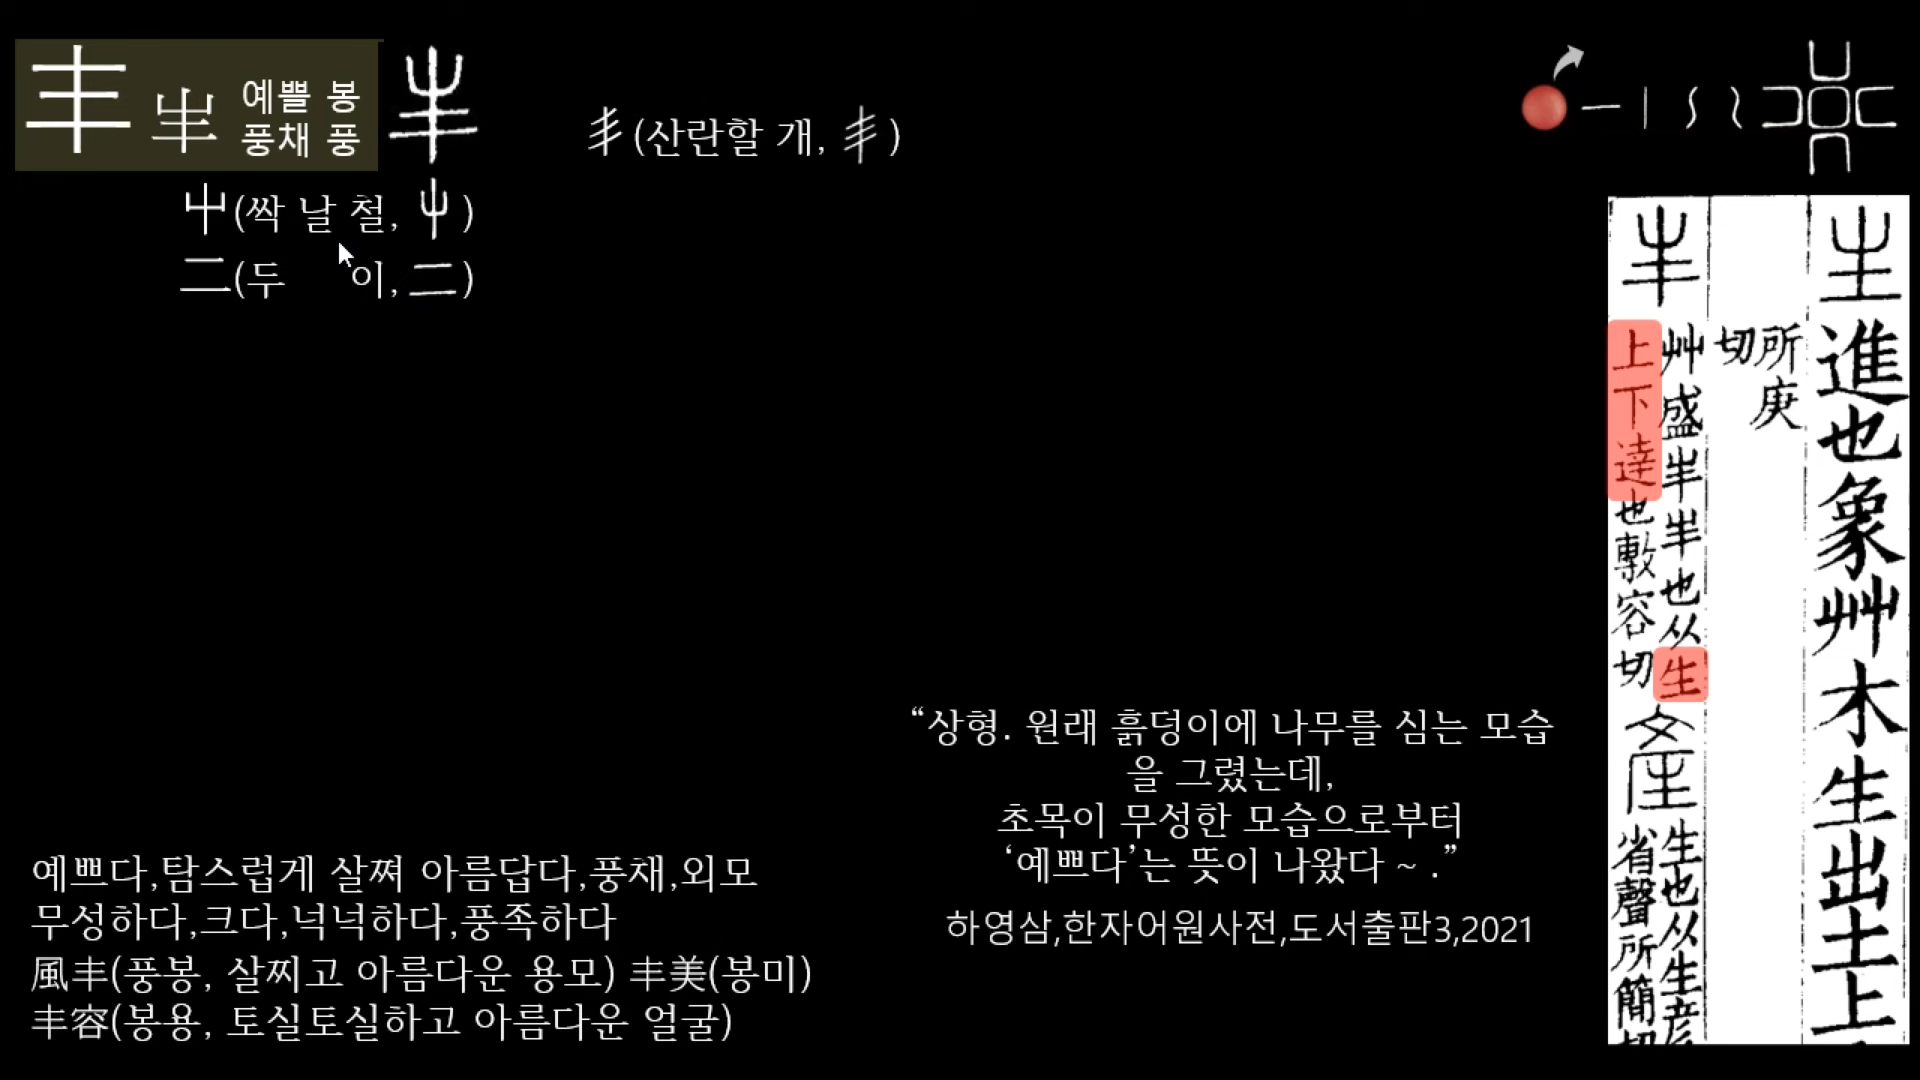 丰 예쁠 봉
풍채 풍
丯(산란할 개, 丯)
屮(싹 날 철, 屮)
二(두 이, 二)
“상형. 원래 흙덩이에 나무를 심는 모습
을 그렸는데,
초목이 무성한 모습으로부터
‘예쁘다’는 뜻이 나왔다 ~ .”
하영삼,한자어원사전,도서출판3,2021
예쁘다,탐스럽게 살쪄 아름답다,풍채,외모
무성하다,크다,넉넉하다,풍족하다
風丰(풍봉, 살찌고 아름다운 용모) 丰美(봉미)
丰容(봉용, 토실토실하고 아름다운 얼굴)
生
進也象艸木生出土上
所庚
切
丰
艸盛丰丰也从生
上下達也敷容切
產
生也从生彦
省聲所簡切